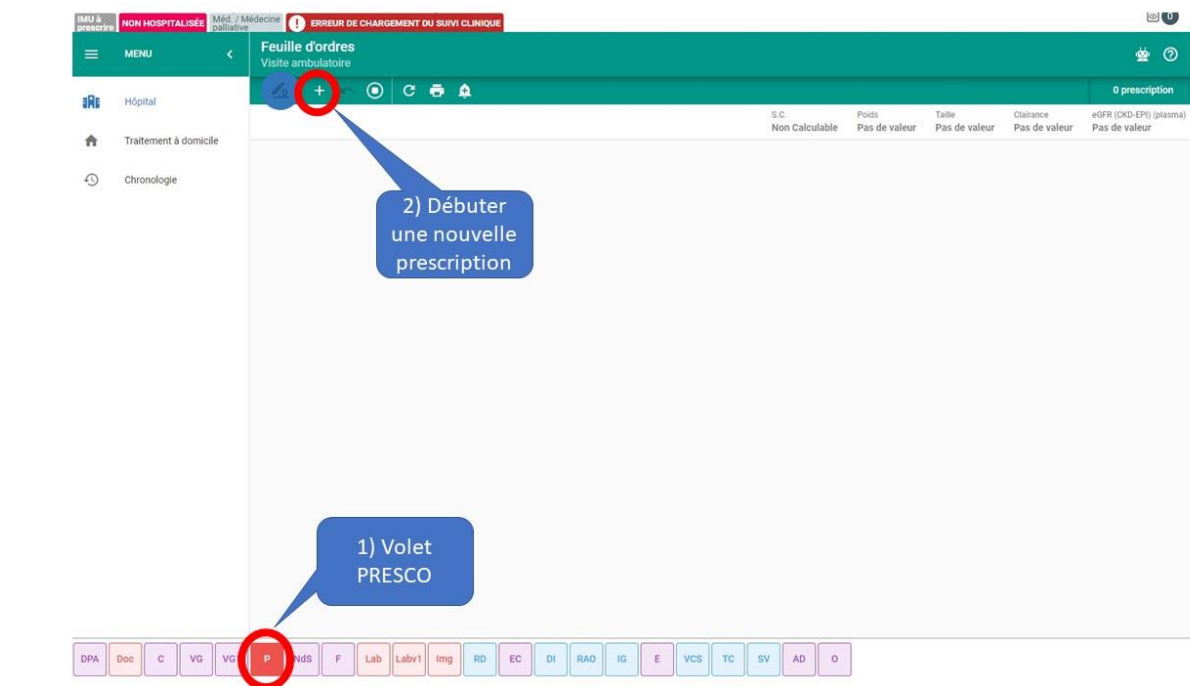 IMU à
prescrire
NON HOSPITALISÉE
Méd. / Médecine
palliative
! ERREUR DE CHARGEMENT DU SUIVI CLINIQUE
0
MENU
Feuille d'ordres
Visite ambulatoire
0 prescription
Hôpital
Traitement à domicile
Chronologie
S.C.
Non Calculable
Poids
Pas de valeur
Taille
Pas de valeur
Clairance
Pas de valeur
eGFR (CKD-EPI) (plasma)
Pas de valeur
2) Débuter
une nouvelle
prescription
1) Volet
PRESCO
DPA Doc C VG VG P NdS F Lab Labv1 Img RD EC DI RAO IG E VCS TC SV AD O